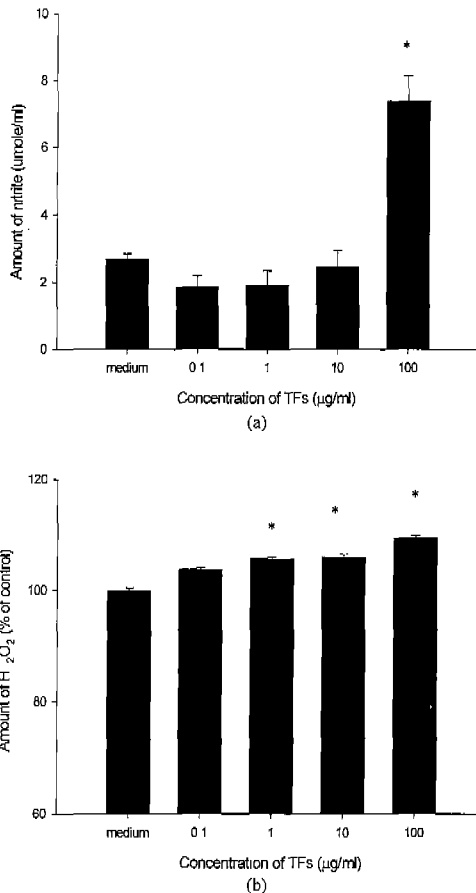 10
8
6
4
2
0
Amount of nitrite (umole/ml)
*
medium 0 1 1 10 100
Concentration of TFs (μg/ml)
(a)
120
100
80
60
Amount of H 2O2 (% of control)
* * *
medium 0 1 1 10 100
Concentration of TFs (μg/ml)
(b)